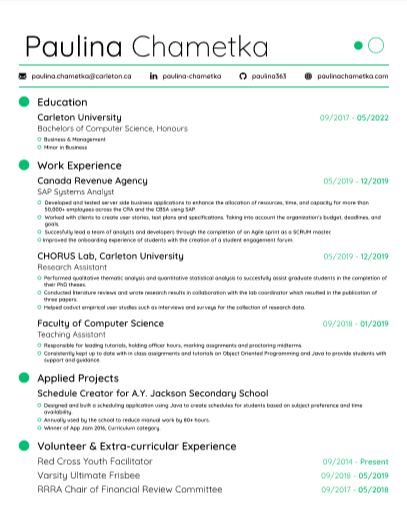 Paulina Chametka
paulina.chametka@carleton.ca paulina-chametka paulina363 paulinachametka.com
Education
Carleton University 09/2017 - 05/2022
Bachelors of Computer Science, Honours
Business & Management
Minor in Business
Work Experience
Canada Revenue Agency 05/2019 - 12/2019
SAP Systems Analyst
Developed and tested server side business applications to enhance the allocation of resources, time, and capacity for more than
50,000+ employees across the CRA and the CBSA using SAP.
Worked with clients to create user stories, test plans and specifications. Taking into account the organization's budget, deadlines, and
goals.
Succesfully lead a team of analysts and developers through the completion of an Agile sprint as a SCRUM master.
Improved the onboarding experience of students with the creation of a student engagement forum.
CHORUS Lab, Carleton University 05/2019 - 12/2019
Research Assistant
Performed qualitative thematic analysis and quantitative statistical analysis to succesfully assist graduate students in the completion of
their PhD theses.
Conducted literature reviews and wrote research results in collaboration with the lab coordinator which resulted in the publication of
three papers.
Helped coduct empirical user studies such as interviews and surveys for the collection of research data.
Faculty of Computer Science 09/2018 - 01/2019
Teaching Assistant
Responsible for leading tutorials, holding officer hours, marking assignments and proctoring midterms.
Consistently kept up to date with in class assignments and tutorials on Object Oriented Programming and Java to provide students with
support and guidance.
Applied Projects
Schedule Creator for A.Y. Jackson Secondary School
Designed and built a scheduling application using Java to create schedules for students based on subject preference and time
availability.
Annually used by the school to reduce manual work by 80+ hours.
Winner of App Jam 2016, Curriculum category.
Volunteer & Extra-curricular Experience
Red Cross Youth Facilitator 09/2014 - Present
Varsity Ultimate Frisbee 09/2018 - 05/2019
RRRA Chair of Financial Review Committee 09/2017 - 05/2018